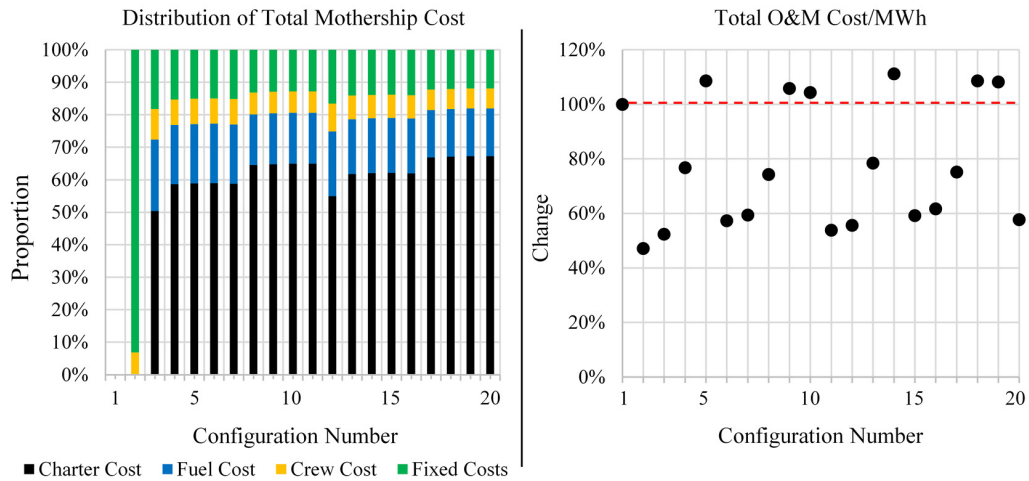 Distribution of Total Mothership Cost
100%
90%
80%
70%
60%
50%
40%
30%
20%
10%
0%
Proportion
1 5 10 15 20
Configuration Number
Charter Cost Fuel Cost Crew Cost Fixed Costs
Total O&M Cost/MWh
120%
100%
80%
60%
40%
20%
0%
Change
1 5 10 15 20
Configuration Number